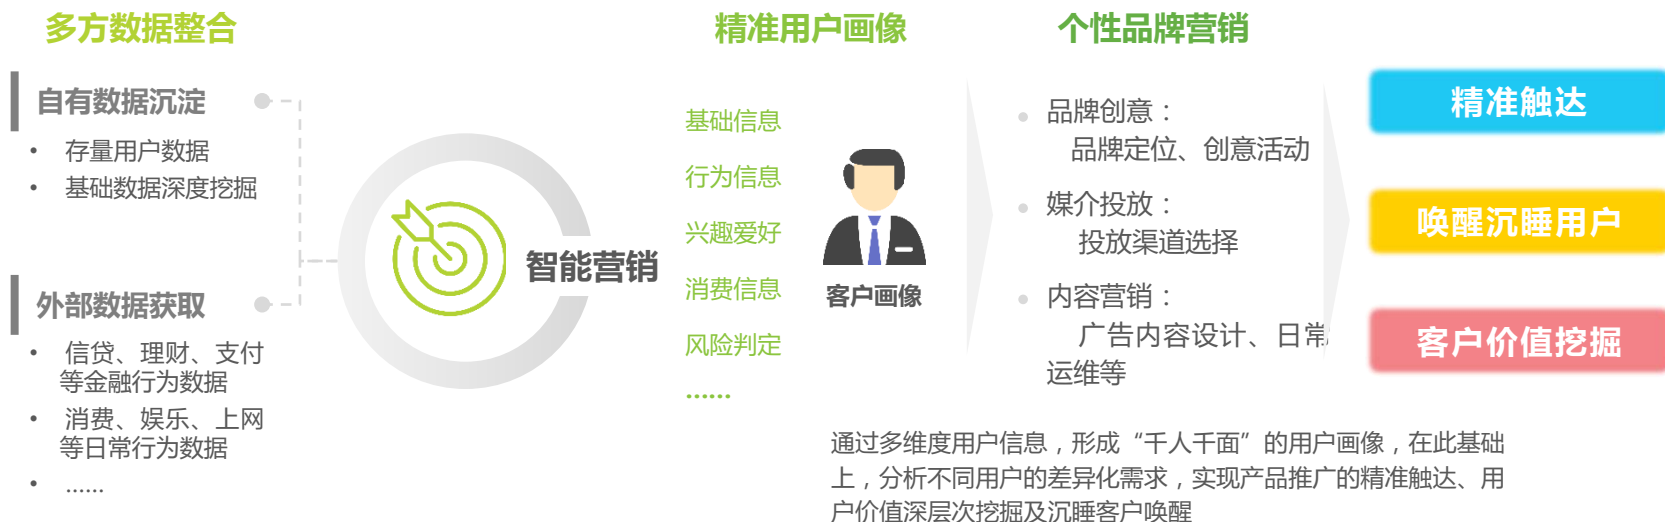 多方数据整合
自有数据沉淀
• 存量用户数据
• 基础数据深度挖掘
外部数据获取
• 信贷、理财、支付
等金融行为数据
• 消费、娱乐、上网
等日常行为数据
• ......
智能营销
精准用户画像
基础信息
行为信息
兴趣爱好
消费信息
风险判定
......
客户画像
个性品牌营销
品牌创意：
品牌定位、创意活动
媒介投放：
投放渠道选择
内容营销：
广告内容设计、日常
运维等
精准触达
唤醒沉睡用户
客户价值挖掘
通过多维度用户信息，形成“千人千面”的用户画像，在此基础
上，分析不同用户的差异化需求，实现产品推广的精准触达、用
户价值深层次挖掘及沉睡客户唤醒